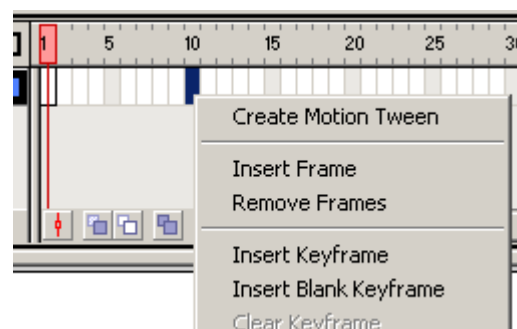 1 5 10 15 20 25
Create Motion Tween
Insert Frame
Remove Frames
Insert Keyframe
Insert Blank Keyframe
Clear Keyframe